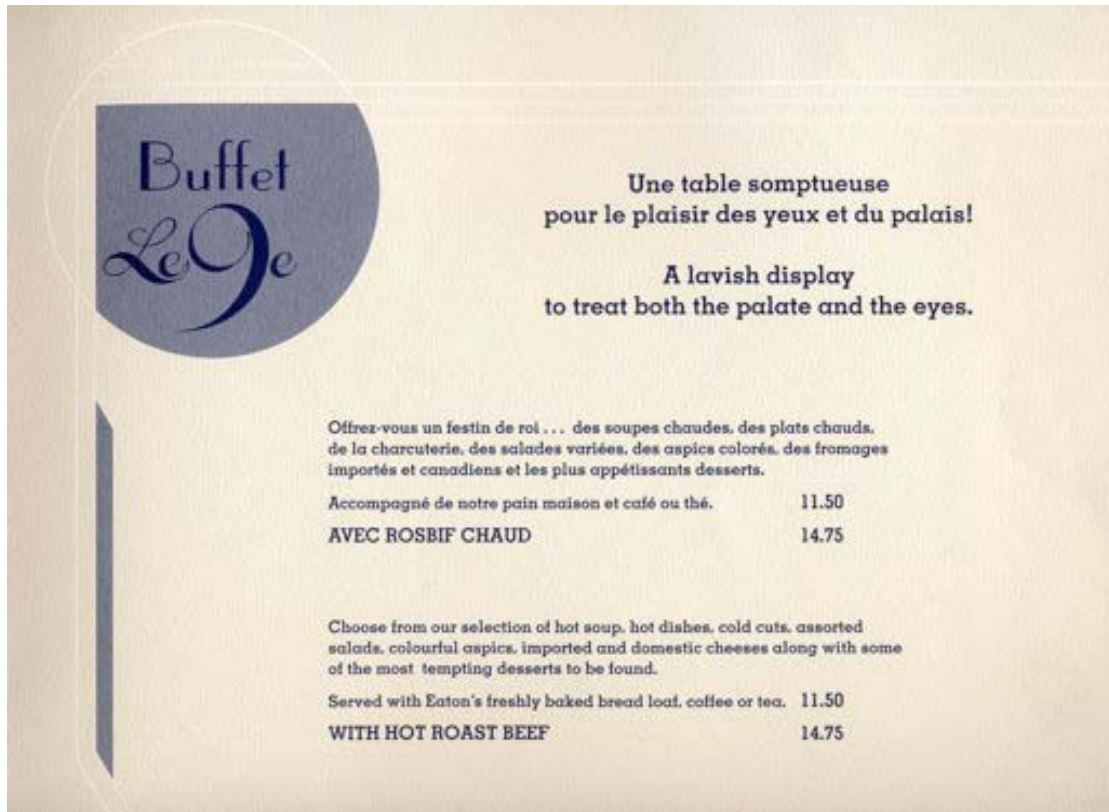 Buffet
Le 9e
Une table somptueuse
pour le plaisir des yeux et du palais!
A lavish display
to treat both the palate and the eyes.
Offrez-vous un festin de roi... des soupes chaudes, des plats chauds,
de la charcuterie, des salades variées, des aspics colorés, des fromages
importés et canadiens et les plus appétissants desserts.
Accompagné de notre pain maison et café ou thé. 11.50
AVEC ROSBIF CHAUD 14.75
Choose from our selection of hot soup, hot dishes, cold cuts, assorted
salads, colourful aspics, imported and domestic cheeses along with some
of the most tempting desserts to be found.
Served with Eaton's freshly baked bread loaf, coffee or tea. 11.50
WITH HOT ROAST BEEF 14.75